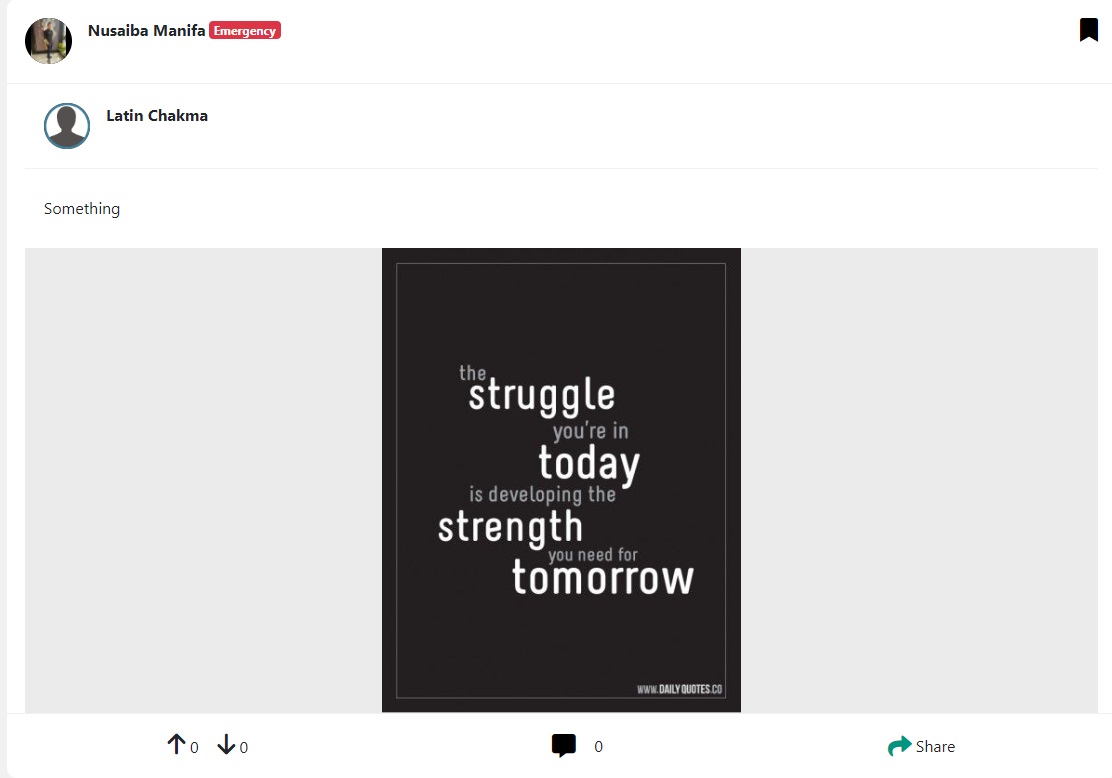 Nusaiba Manifa Emergency
Latin Chakma
Something
the
struggle
you're in
today
is developing the
strength
you need for
tomorrow
WWW.DAILYQUOTES.CO
0 0 0 Share